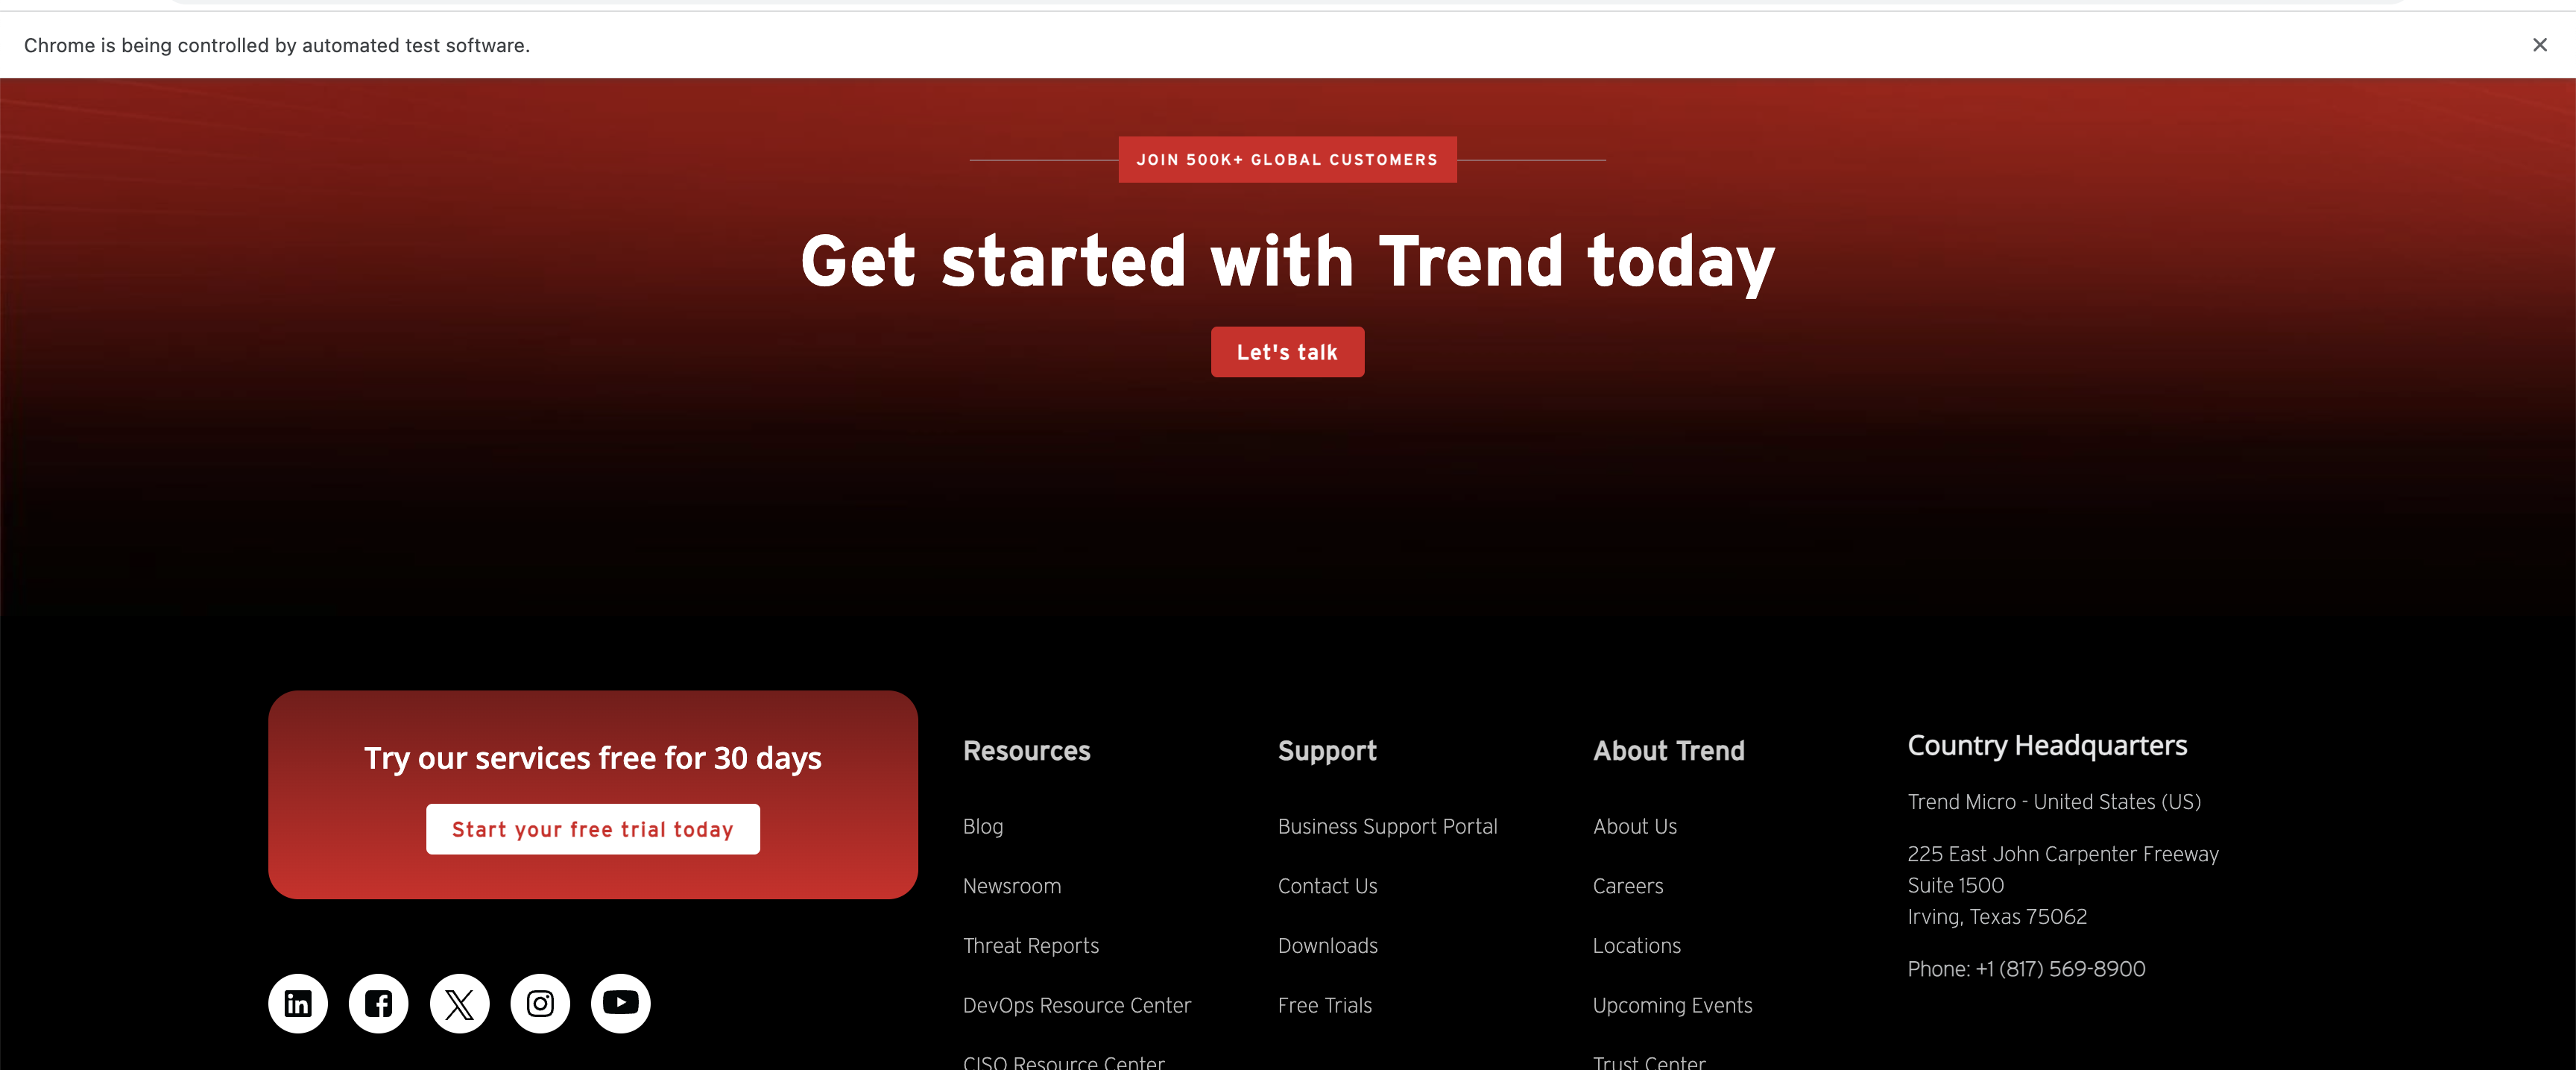 Chrome is being controlled by automated test software.
JOIN 500K+ GLOBAL CUSTOMERS
Get started with Trend today
Let's talk
Try our services free for 30 days
Start your free trial today
Resources
Blog
Newsroom
Threat Reports
DevOps Resource Center
CISO Resource Center
Support
Business Support Portal
Contact Us
Downloads
Free Trials
About Trend
About Us
Careers
Locations
Upcoming Events
Trust Center
Country Headquarters
Trend Micro - United States (US)
225 East John Carpenter Freeway
Suite 1500
Irving, Texas 75062
Phone: +1 (817) 569-8900